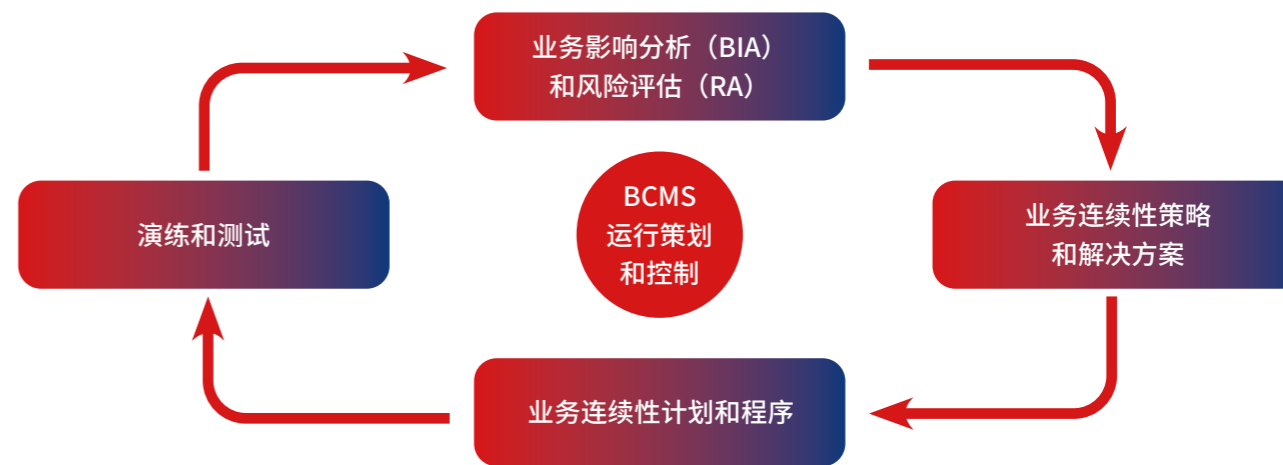 业务影响分析（BIA）
和风险评估（RA）
BCMS
运行策划
和控制
演练和测试
业务连续性策略
和解决方案
业务连续性计划和程序